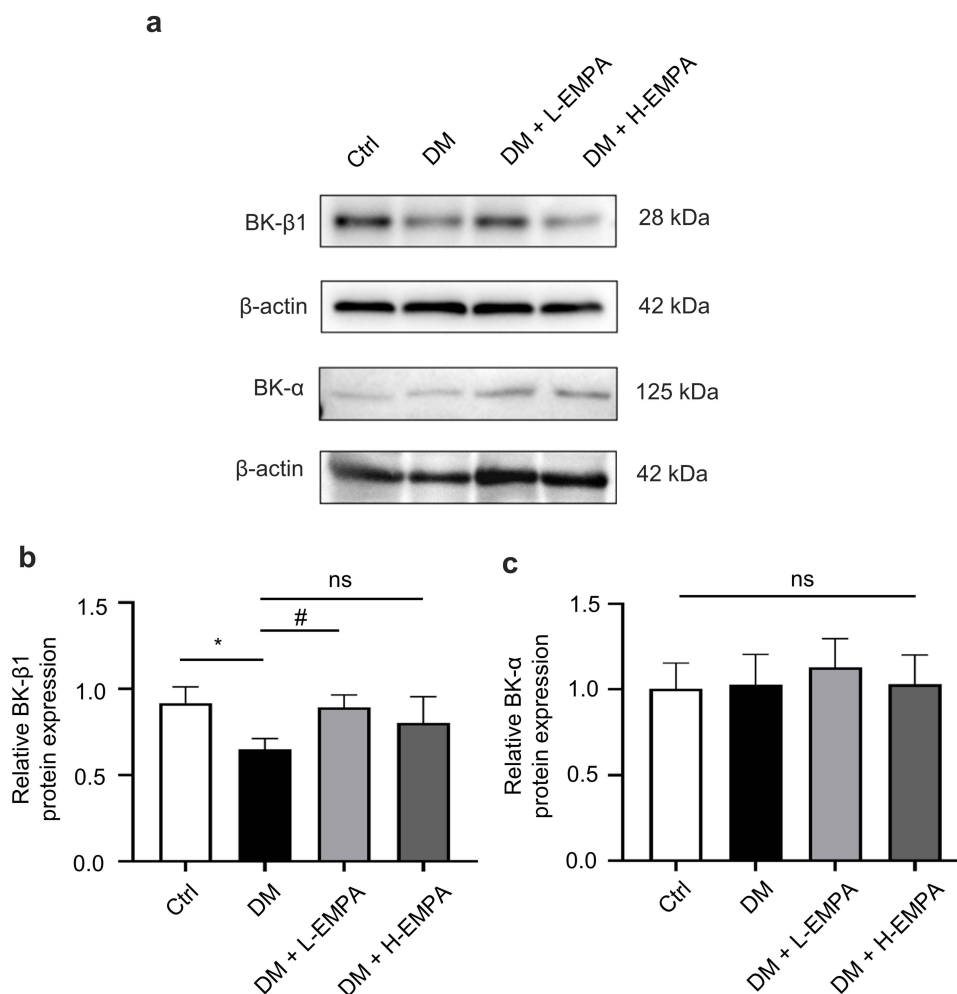 a
Ctrl
DM
DM + L-EMPA
DM + H-EMPA
BK-β1
28 kDa
β-actin
42 kDa
BK-α
125 kDa
β-actin
42 kDa
b
ns
#
*
1.5
1.0
0.5
0.0
Relative BK-β1
protein expression
Ctrl
DM
DM + L-EMPA
DM + H-EMPA
c
ns
1.5
1.0
0.5
0.0
Relative BK-α
protein expression
Ctrl
DM
DM + L-EMPA
DM + H-EMPA